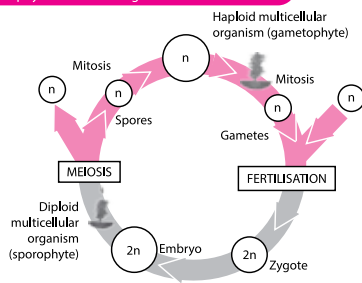 Haploid multicellular
organism (gametophyte)
n
Mitosis
Mitosis
n
n
n
n
Spores
Gametes
MEIOSIS
FERTILISATION
Diploid
multicellular
organism
(sporophyte)
2n
Embryo
2n
Zygote